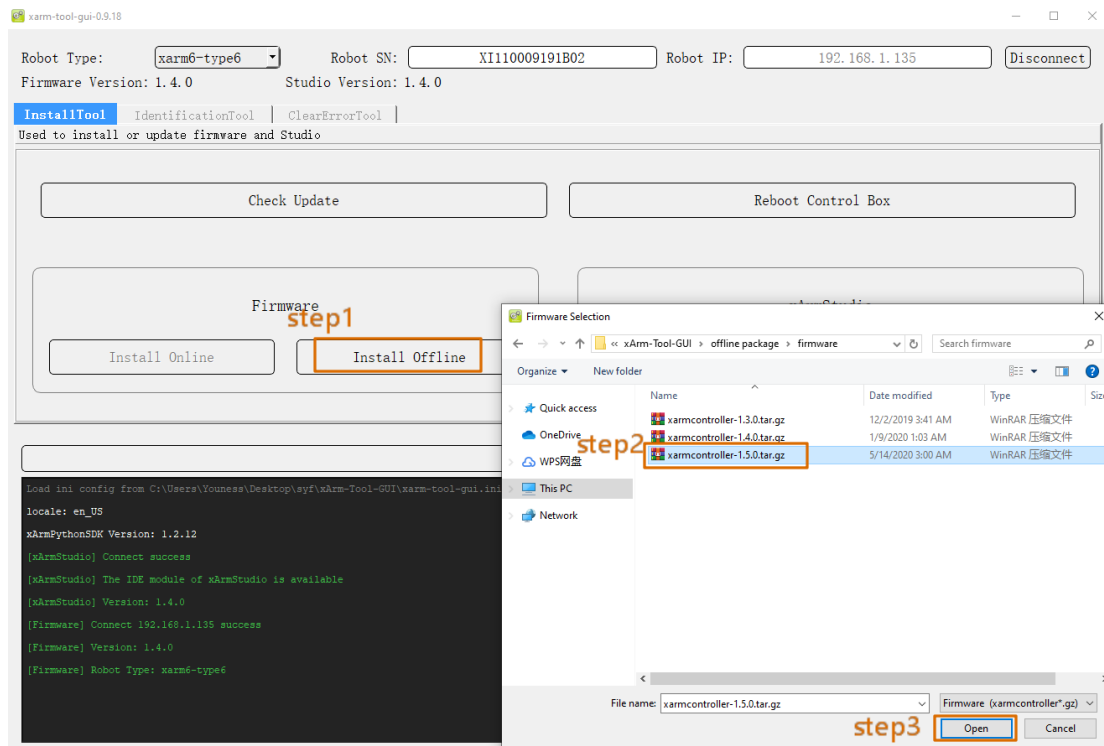 xarm-tool-gui-0.9.18
Robot Type: xarm6-type6 Robot SN: XI110009191B02 Robot IP: 192.168.1.135 Disconnect
Firmware Version: 1.4.0 Studio Version: 1.4.0
InstallTool IdentificationTool ClearErrorTool
Used to install or update firmware and Studio
Check Update Reboot Control Box
Firmware
step1
Install Online Install Offline
Firmware Selection
« xArm-Tool-GUI › offline package › firmware Search firmware
Organize New folder
Name Date modified Type Size
Quick access
OneDrive
WPS网盘
This PC
Network
xarmcontroller-1.3.0.tar.gz 12/2/2019 3:41 AM WinRAR 压缩文件
xarmcontroller-1.4.0.tar.gz 1/9/2020 1:03 AM WinRAR 压缩文件
step2
xarmcontroller-1.5.0.tar.gz 5/14/2020 3:00 AM WinRAR 压缩文件
File name: xarmcontroller-1.5.0.tar.gz Firmware (xarmcontroller*.gz)
step3
Open Cancel
Load ini config from C:\Users\Youness\Desktop\syf\xArm-Tool-GUI\xarm-tool-gui.ini
locale: en_US
xArmPythonSDK Version: 1.2.12
[xArmStudio] Connect success
[xArmStudio] The IDE module of xArmStudio is available
[xArmStudio] Version: 1.4.0
[Firmware] Connect 192.168.1.135 success
[Firmware] Version: 1.4.0
[Firmware] Robot Type: xarm6-type6